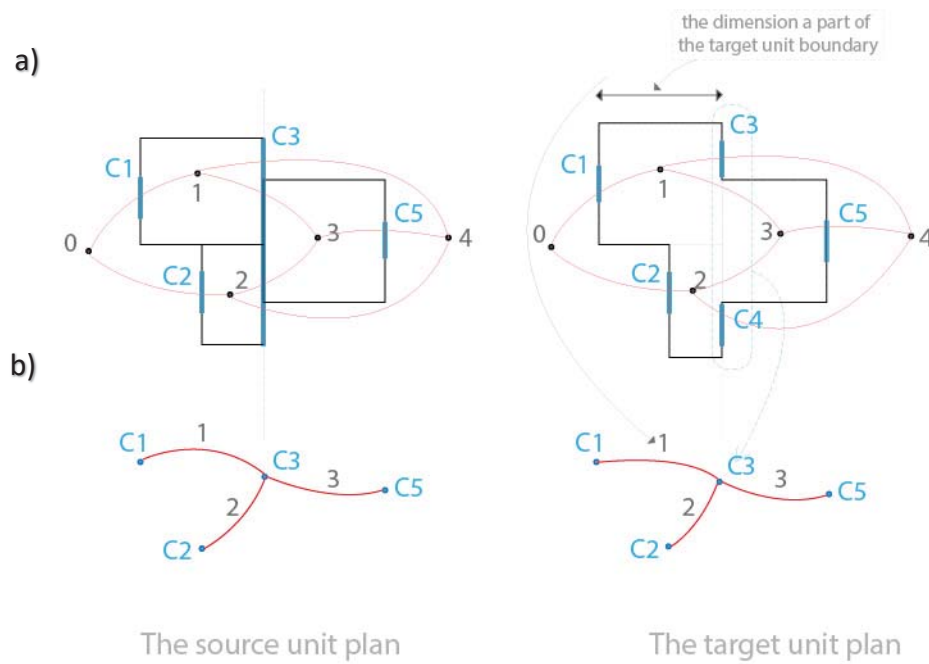 the dimension a part of
the target unit boundary
a)
C3
C1
1
C5
0
3
4
C2
2
C3
C1
1
0
3
4
C5
C2
2
C4
b)
1
C1
C3
3
C5
2
C2
1
C1
C3
3
C5
2
C2
The source unit plan
The target unit plan